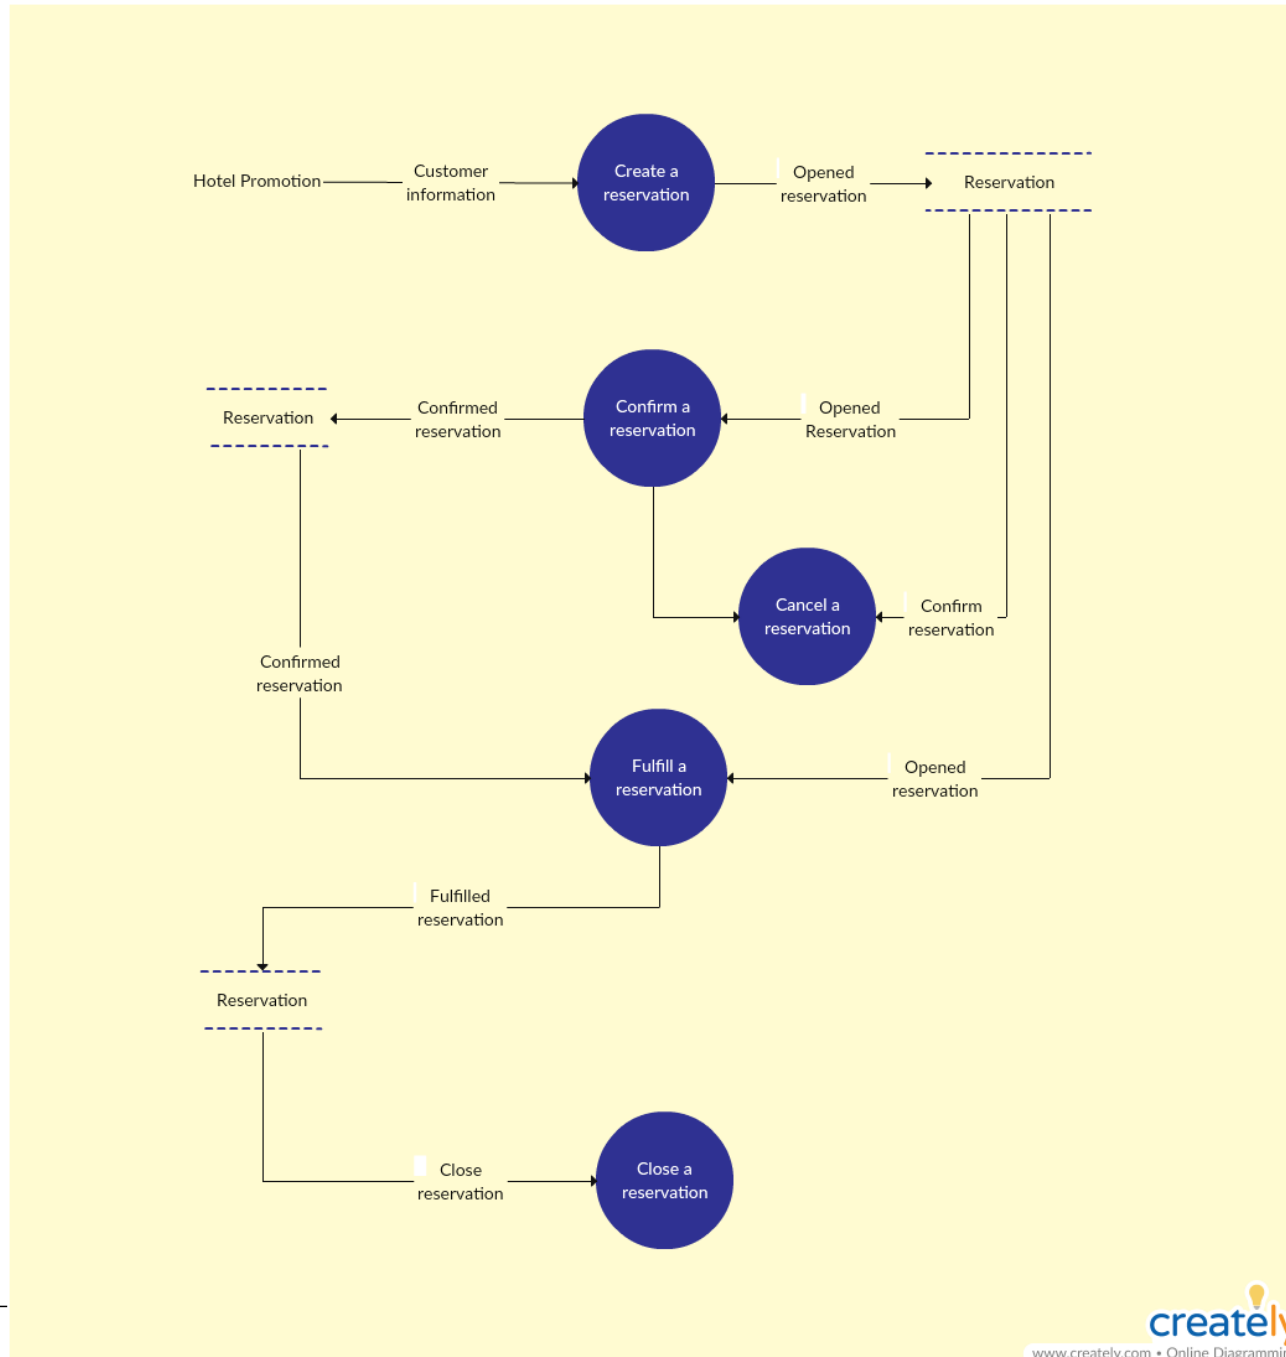 Hotel Promotion
Customer
information
Create a
reservation
Opened
reservation
Reservation
Reservation
Confirmed
reservation
Confirm a
reservation
Opened
Reservation
Cancel a
reservation
Confirm
reservation
Confirmed
reservation
Fulfill a
reservation
Opened
reservation
Fulfilled
reservation
Reservation
Close
reservation
Close a
reservation
creately
www.creately.com • Online Diagrammin